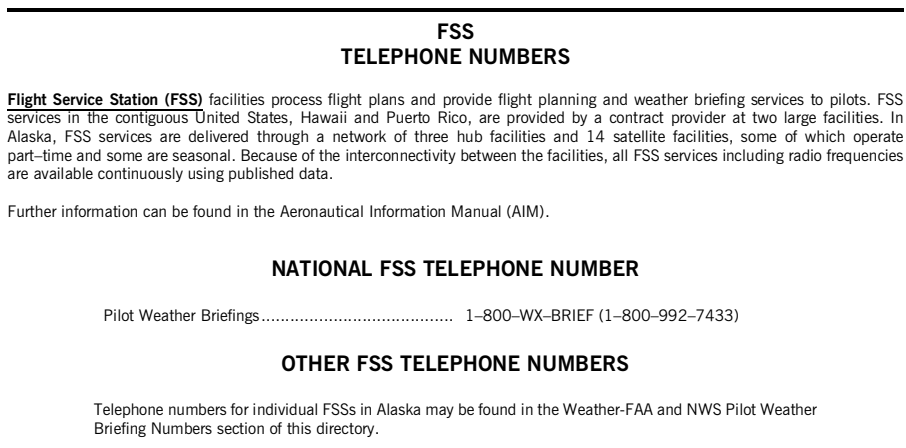 FSS
TELEPHONE NUMBERS
Flight Service Station (FSS) facilities process flight plans and provide flight planning and weather briefing services to pilots. FSS
services in the contiguous United States, Hawaii and Puerto Rico, are provided by a contract provider at two large facilities. In
Alaska, FSS services are delivered through a network of three hub facilities and 14 satellite facilities, some of which operate
part–time and some are seasonal. Because of the interconnectivity between the facilities, all FSS services including radio frequencies
are available continuously using published data.
Further information can be found in the Aeronautical Information Manual (AIM).
NATIONAL FSS TELEPHONE NUMBER
Pilot Weather Briefings........................................ 1–800–WX–BRIEF (1–800–992–7433)
OTHER FSS TELEPHONE NUMBERS
Telephone numbers for individual FSSs in Alaska may be found in the Weather-FAA and NWS Pilot Weather
Briefing Numbers section of this directory.